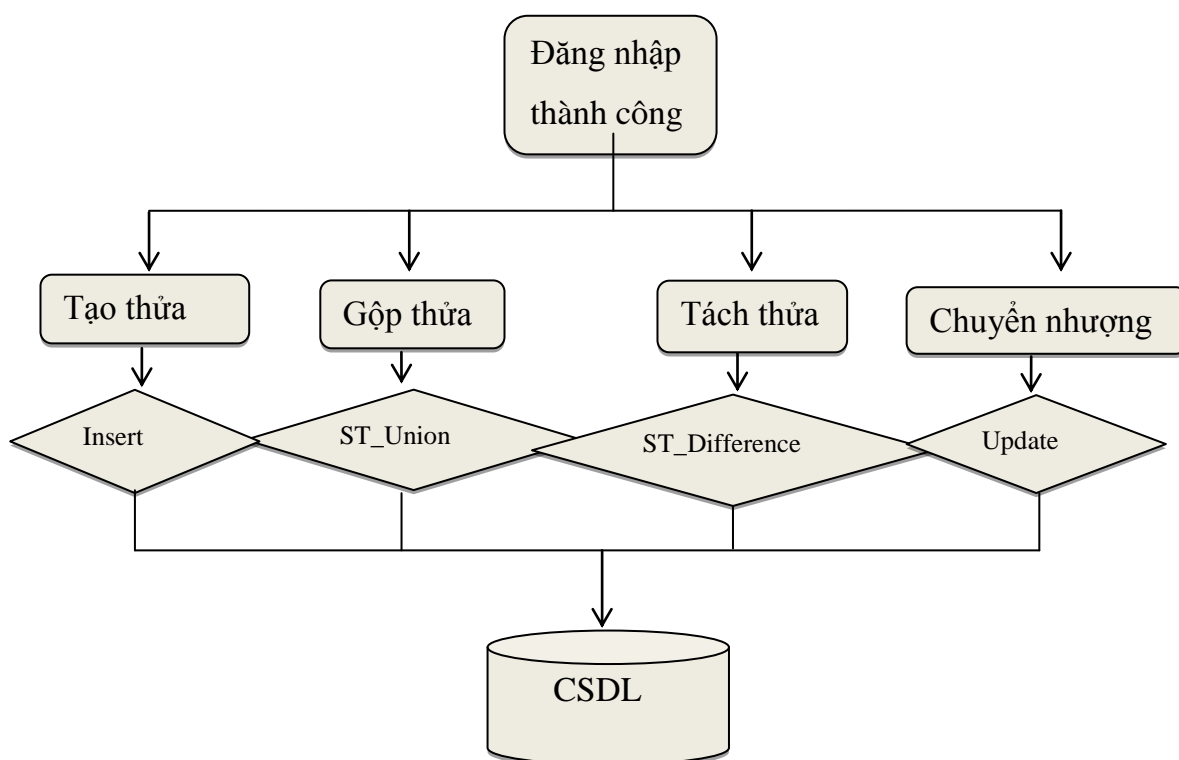 Đăng nhập
thành công
Tạo thửa
Gộp thửa
Tách thửa
Chuyển nhượng
Insert
ST_Union
ST_Difference
Update
CSDL